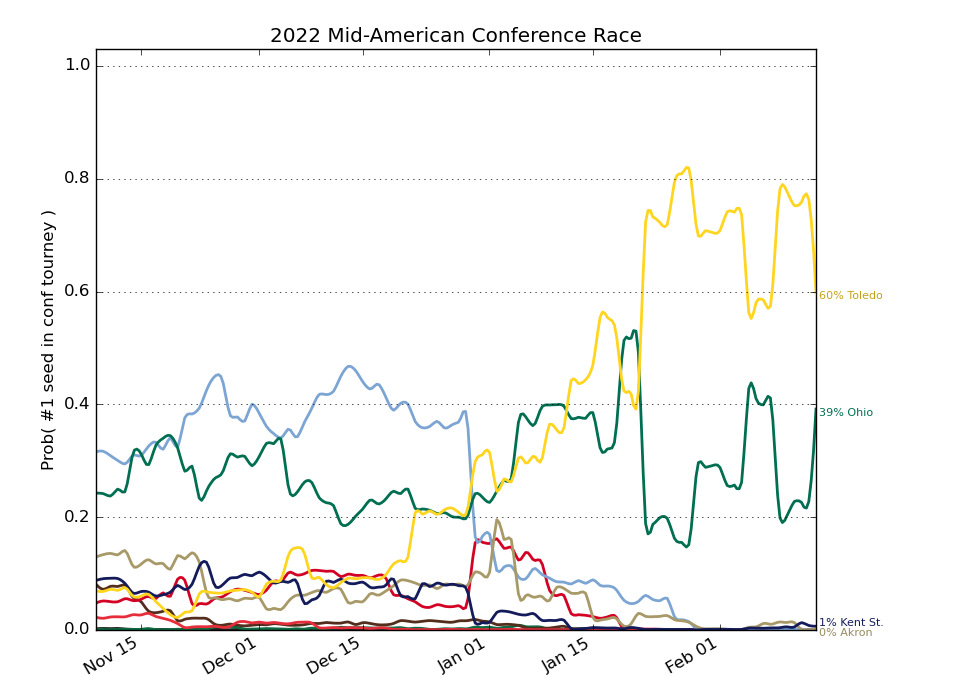 2022 Mid-American Conference Race
Prob( #1 seed in conf tourney )
1.0
0.8
0.6
0.4
0.2
0.0
Nov 15
Dec 01
Dec 15
Jan 01
Jan 15
Feb 01
60% Toledo
39% Ohio
1% Kent St.
0% Akron